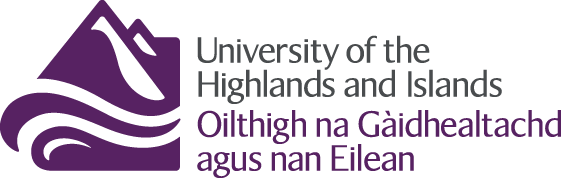 University of the
Highlands and Islands
Oilthigh na Gàidhealtachd
agus nan Eilean